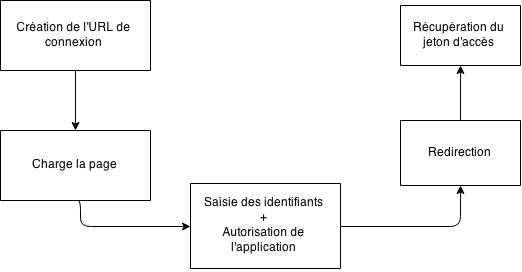 Création de l'URL de
connexion
Charge la page
Saisie des identifiants
+
Autorisation de
l'application
Redirection
Récupération du
jeton d'accès